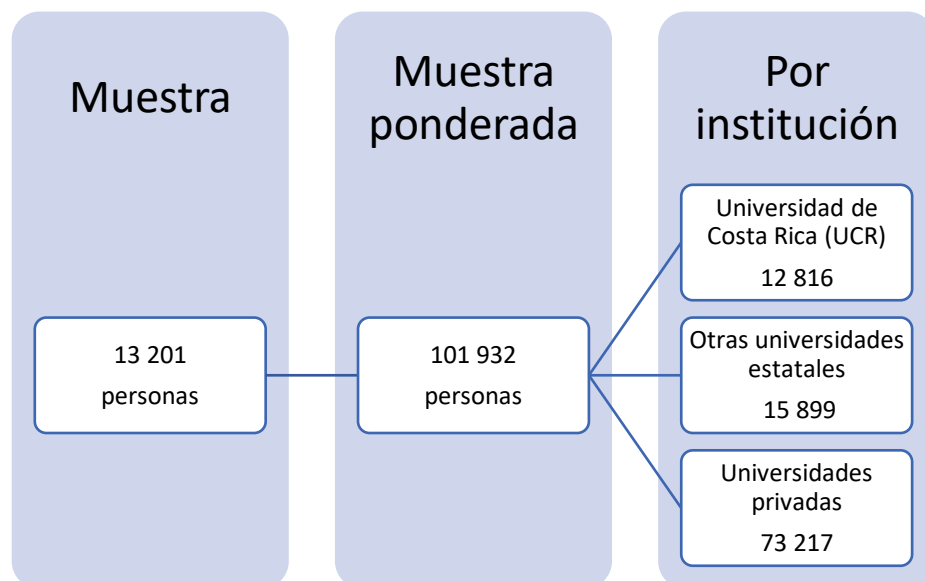 Muestra
13 201
personas
Muestra
ponderada
101 932
personas
Por
institución
Universidad de
Costa Rica (UCR)
12 816
Otras universidades
estatales
15 899
Universidades
privadas
73 217